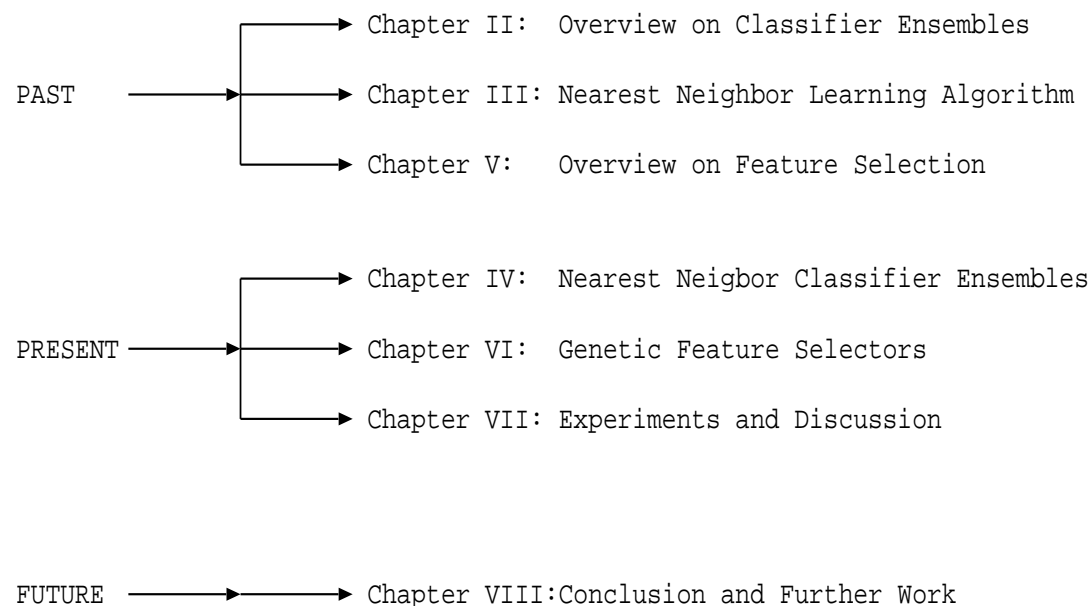 Chapter II: Overview on Classifier Ensembles
PAST Chapter III: Nearest Neighbor Learning Algorithm
Chapter V: Overview on Feature Selection
Chapter IV: Nearest Neigbor Classifier Ensembles
PRESENT Chapter VI: Genetic Feature Selectors
Chapter VII: Experiments and Discussion
FUTURE Chapter VIII:Conclusion and Further Work